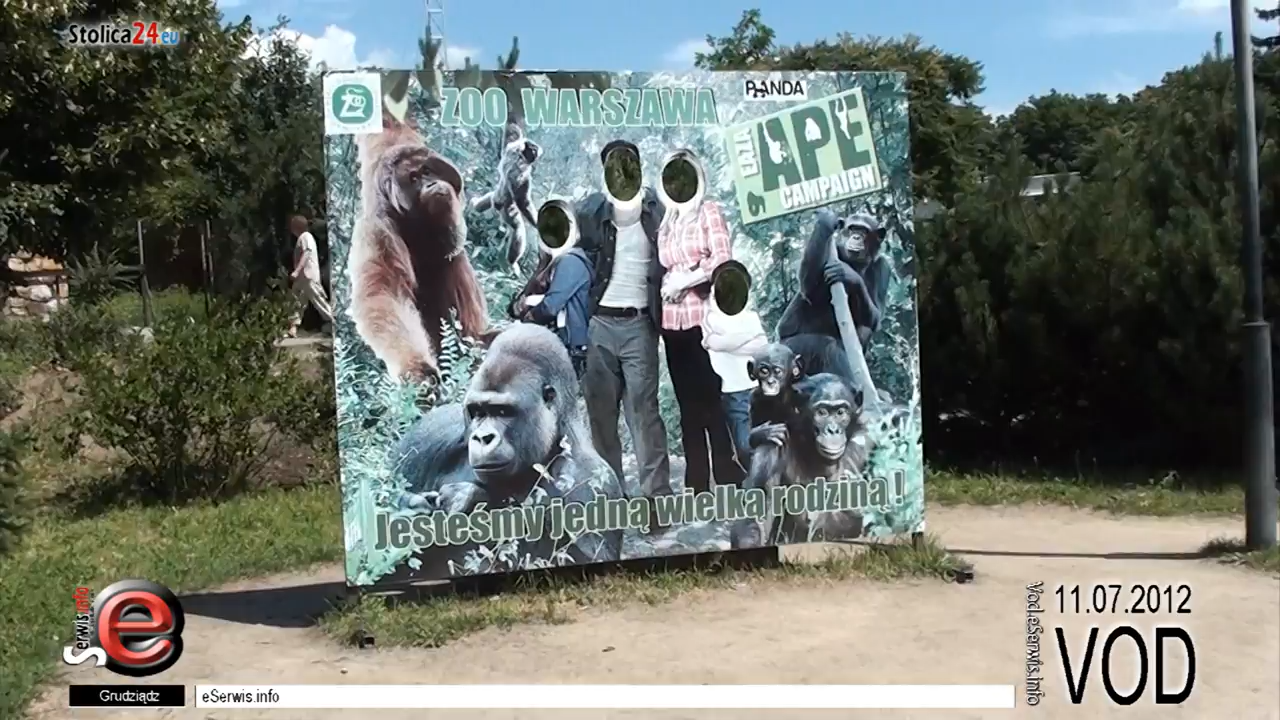 Stolica24.eu
ZOO WARSZAWA
PANDA
EAZA
APE
CAMPAIGN
Jesteśmy jedną wielką rodziną!
Serwis.info
e
Grudziądz
eSerwis.info
Vod.eSerwis.Info
11.07.2012
VOD